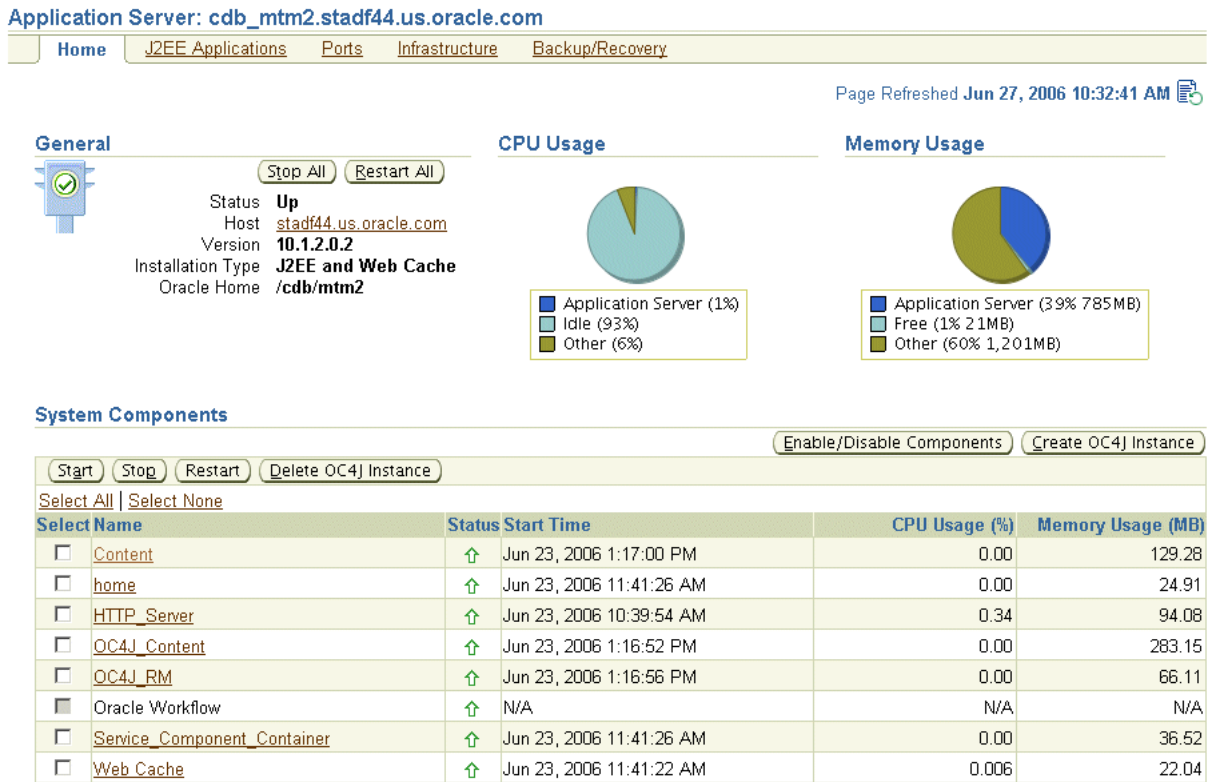 Application Server: cdb_mtm2.stadf44.us.oracle.com
Home J2EE Applications Ports Infrastructure Backup/Recovery
Page Refreshed Jun 27, 2006 10:32:41 AM
General
Stop All Restart All
Status Up
Host stadf44.us.oracle.com
Version 10.1.2.0.2
Installation Type J2EE and Web Cache
Oracle Home /cdb/mtm2
CPU Usage
Application Server (1%)
Idle (93%)
Other (6%)
Memory Usage
Application Server (39% 785MB)
Free (1% 21MB)
Other (60% 1,201MB)
System Components
Enable/Disable Components Create OC4J Instance
Start Stop Restart Delete OC4J Instance
Select All | Select None
Select Name Status Start Time CPU Usage (%) Memory Usage (MB)
Content Jun 23, 2006 1:17:00 PM 0.00 129.28
home Jun 23, 2006 11:41:26 AM 0.00 24.91
HTTP_Server Jun 23, 2006 10:39:54 AM 0.34 94.08
OC4J_Content Jun 23, 2006 1:16:52 PM 0.00 283.15
OC4J_RM Jun 23, 2006 1:16:56 PM 0.00 66.11
Oracle Workflow N/A N/A N/A
Service_Component_Container Jun 23, 2006 11:41:26 AM 0.00 36.52
Web Cache Jun 23, 2006 11:41:22 AM 0.006 22.04